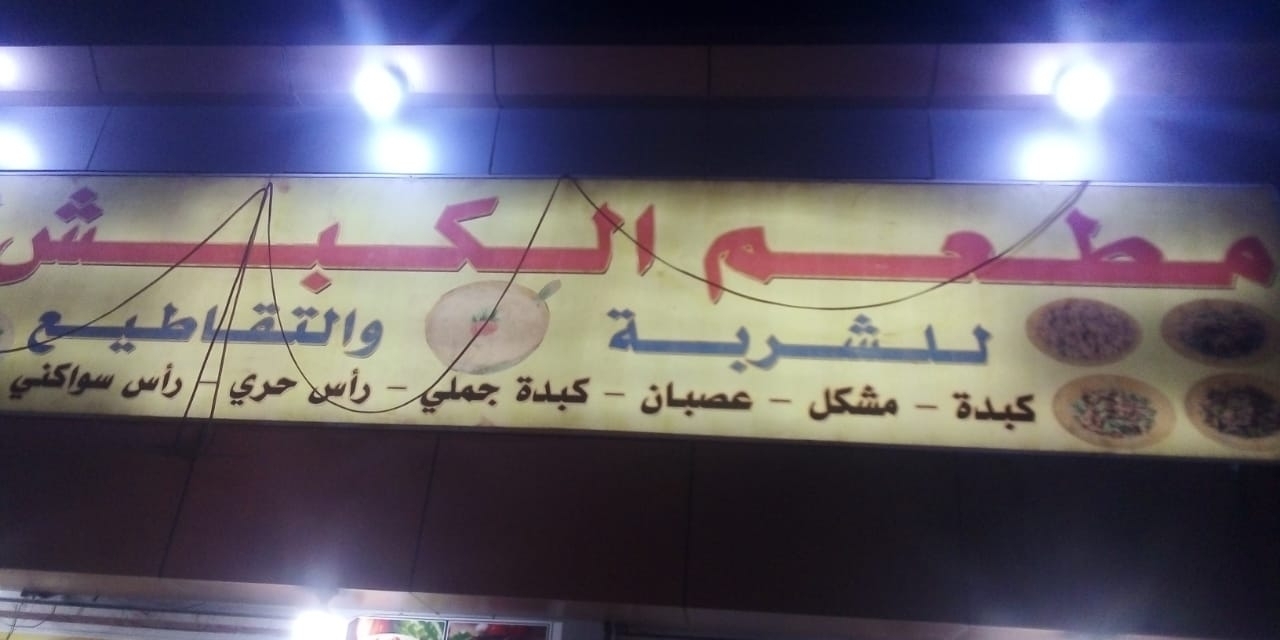 مطعم الكبش
للشربة والتقاطيع
كبدة - مشكل - عصبان - كبدة جملي - رأس حري - رأس سواكني